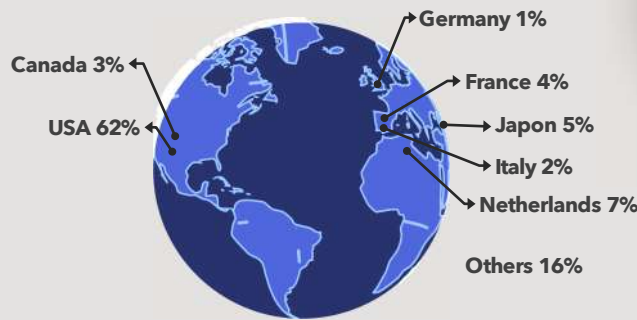 Germany 1%
Canada 3%
France 4%
USA 62%
Japon 5%
Italy 2%
Netherlands 7%
Others 16%